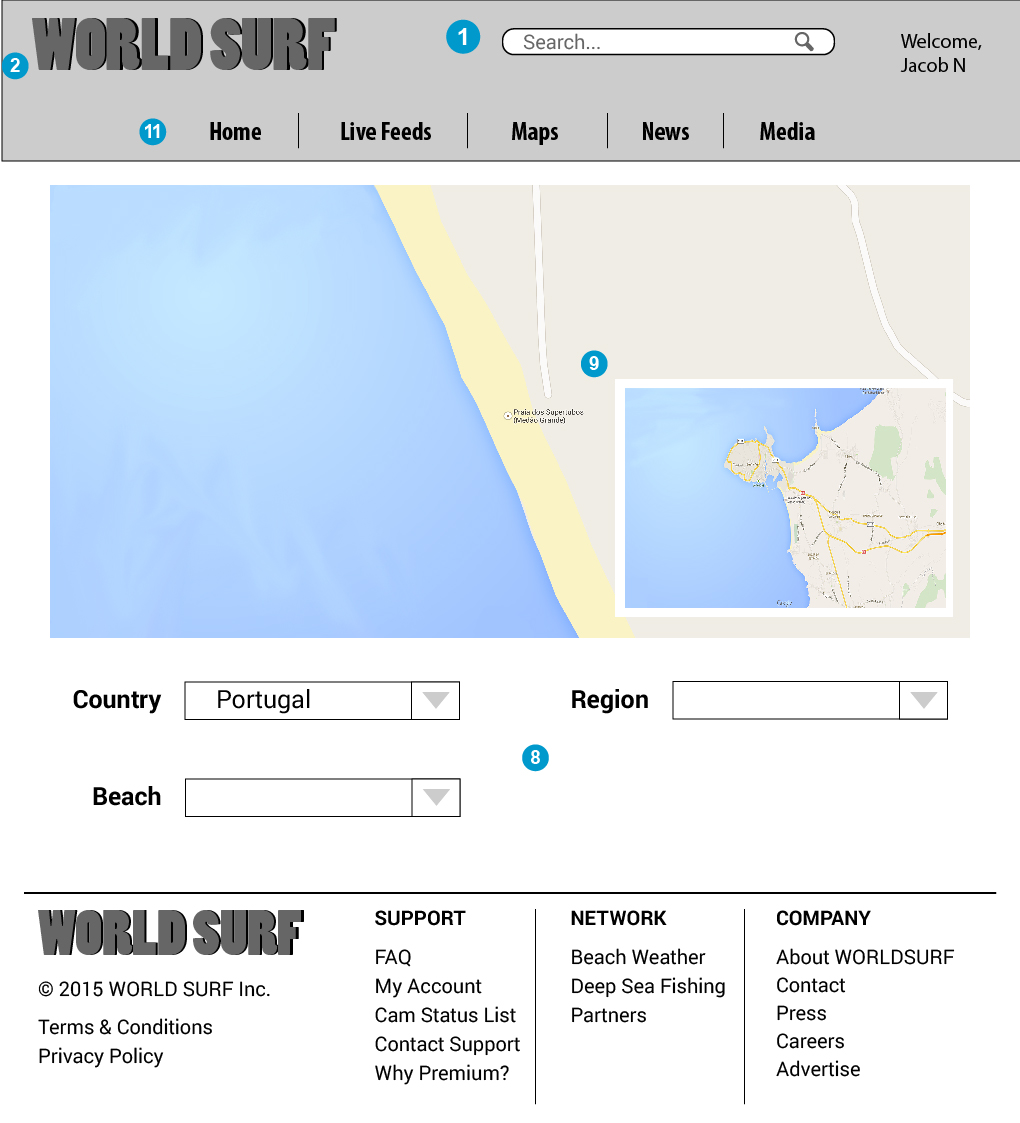 WORLD SURF
1
Search...
Welcome,
Jacob N
2
11
Home
Live Feeds
Maps
News
Media
9
Praia dos Supertubos
(Medão Grande)
Country
Portugal
Region
8
Beach
WORLD SURF
© 2015 WORLD SURF Inc.
Terms & Conditions
Privacy Policy
SUPPORT
FAQ
My Account
Cam Status List
Contact Support
Why Premium?
NETWORK
Beach Weather
Deep Sea Fishing
Partners
COMPANY
About WORLDSURF
Contact
Press
Careers
Advertise